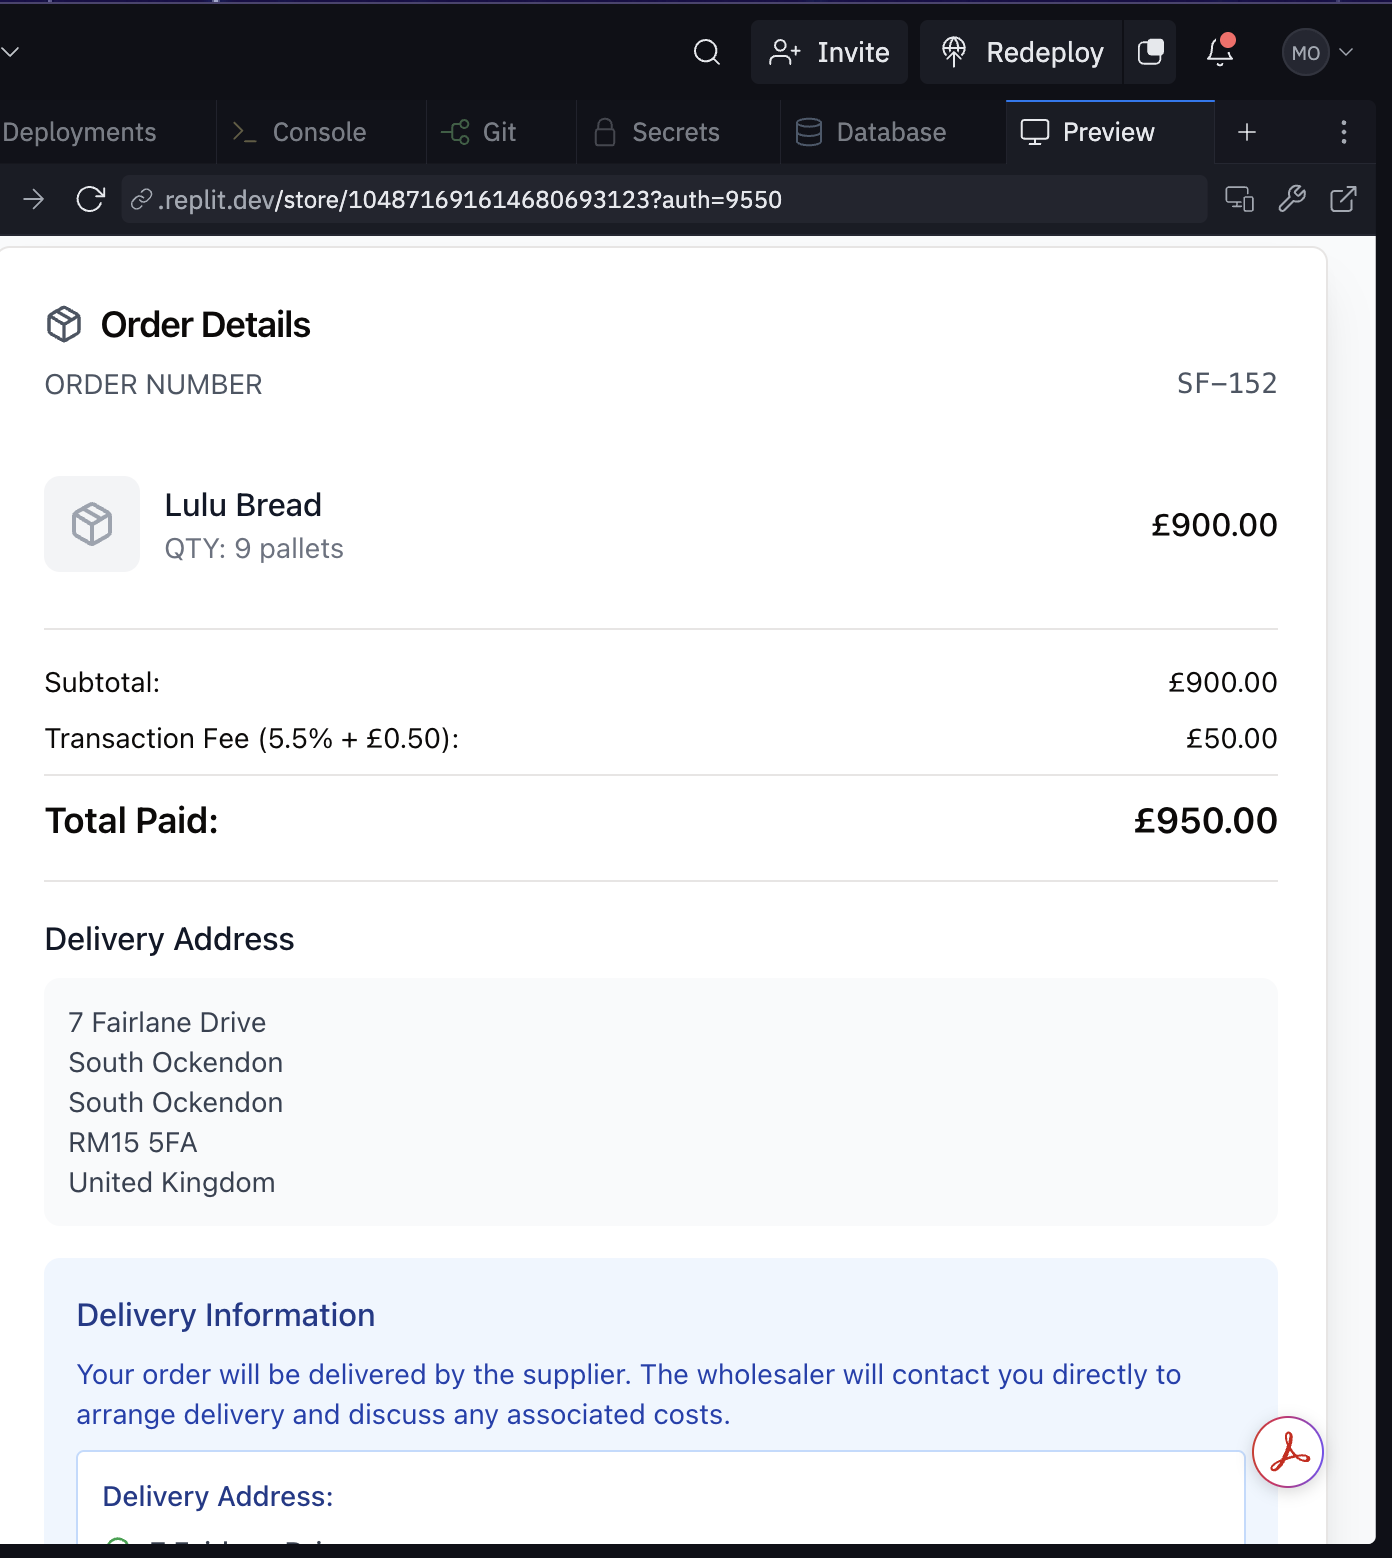 Invite
Redeploy
MO
Deployments
Console
Git
Secrets
Database
Preview
.replit.dev/store/104871691614680693123?auth=9550
Order Details
ORDER NUMBER
SF-152
Lulu Bread
QTY: 9 pallets
£900.00
Subtotal:
£900.00
Transaction Fee (5.5% + £0.50):
£50.00
Total Paid:
£950.00
Delivery Address
7 Fairlane Drive
South Ockendon
South Ockendon
RM15 5FA
United Kingdom
Delivery Information
Your order will be delivered by the supplier. The wholesaler will contact you directly to
arrange delivery and discuss any associated costs.
Delivery Address: